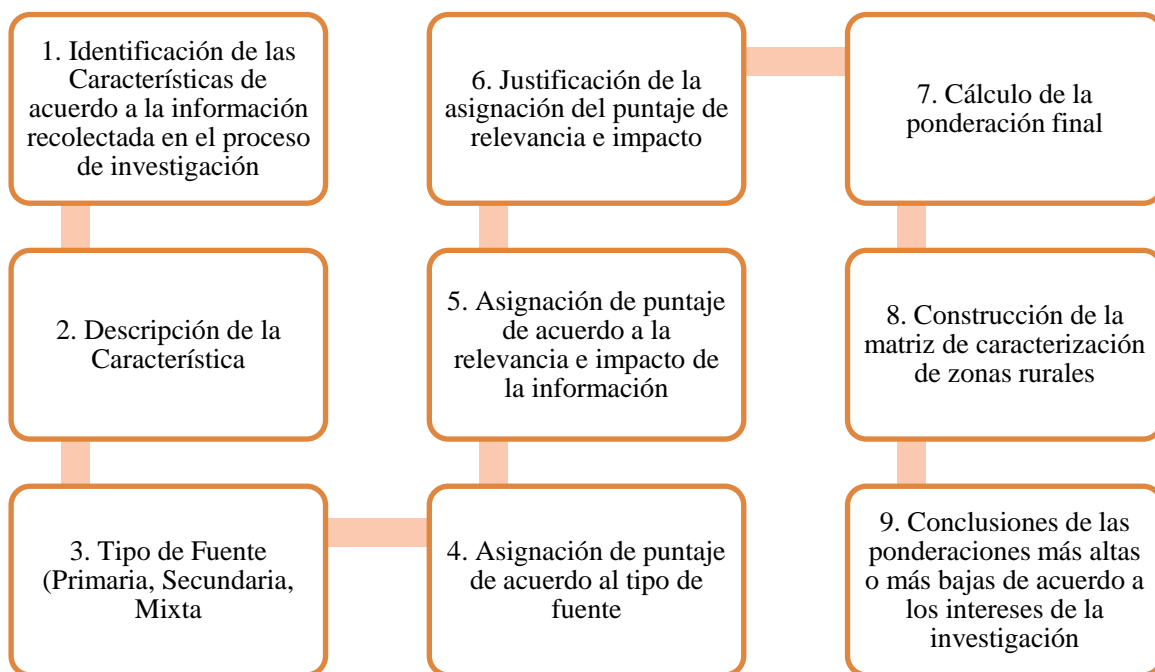 1. Identificación de las
Características de
acuerdo a la información
recolectada en el proceso
de investigación
2. Descripción de la
Característica
3. Tipo de Fuente
(Primaria, Secundaria,
Mixta
4. Asignación de puntaje
de acuerdo al tipo de
fuente
5. Asignación de puntaje
de acuerdo a la
relevancia e impacto de
la información
6. Justificación de la
asignación del puntaje de
relevancia e impacto
7. Cálculo de la
ponderación final
8. Construcción de la
matriz de caracterización
de zonas rurales
9. Conclusiones de las
ponderaciones más altas
o más bajas de acuerdo a
los intereses de la
investigación